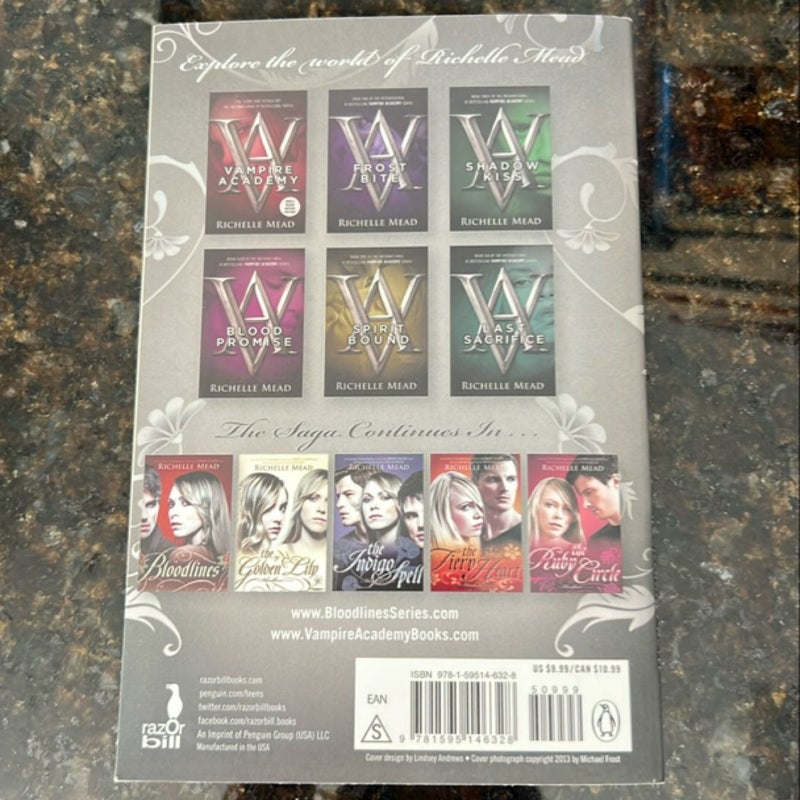 Explore the world of Richelle Mead
VAMPIRE
ACADEMY
RICHELLE MEAD
FROST
BITE
RICHELLE MEAD
SHADOW
KISS
RICHELLE MEAD
BLOOD
PROMISE
RICHELLE MEAD
SPIRIT
BOUND
RICHELLE MEAD
LAST
SACRIFICE
RICHELLE MEAD
The Saga Continues In . . .
RICHELLE MEAD
Bloodlines
RICHELLE MEAD
the
Golden Lily
RICHELLE MEAD
the
Indigo
Spell
RICHELLE MEAD
the
Fiery Heart
RICHELLE MEAD
the
Ruby
Circle
www.BloodlinesSeries.com
www.VampireAcademyBooks.com
razorbillbooks.com
penguin.com/teens
twitter.com/razorbillbooks
facebook.com/razorbill.books
An Imprint of Penguin Group (USA) LLC
Manufactured in the USA
razOr
bill
EAN
S
ISBN 978-1-59514-632-8
9 781595 146328
US $9.99/CAN $10.99
50999
Cover design by Lindsey Andrews • Cover photograph copyright 2013 by Michael Frost